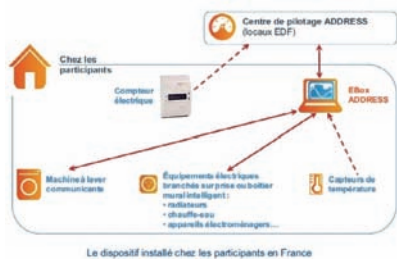 Centre de pilotage ADDRESS
(locaux EDF)
Chez les
participants
Compteur
électrique
EBox
ADDRESS
Machine à laver
communicante
Équipements électriques
branchés sur prise ou boîtier
mural intelligent :
• radiateurs
• chauffe-eau
• appareils électroménagers...
Capteurs de
température
Le dispositif installé chez les participants en France